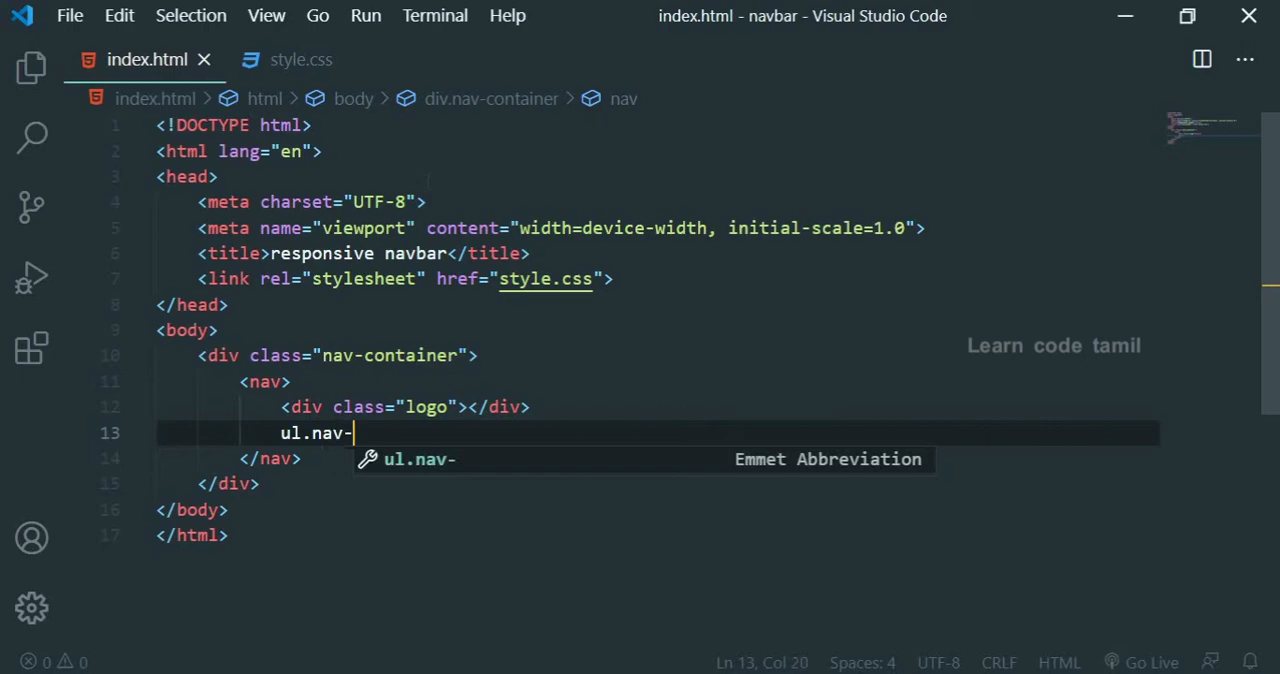 File Edit Selection View Go Run Terminal Help index.html - navbar - Visual Studio Code
index.html style.css
index.html > html > body > div.nav-container > nav
1 <!DOCTYPE html>
2 <html lang="en">
3 <head>
4 <meta charset="UTF-8">
5 <meta name="viewport" content="width=device-width, initial-scale=1.0">
6 <title>responsive navbar</title>
7 <link rel="stylesheet" href="style.css">
8 </head>
9 <body>
10 <div class="nav-container">
Learn code tamil
11 <nav>
12 <div class="logo"></div>
13 ul.nav-
ul.nav- Emmet Abbreviation
14 </nav>
15 </div>
16 </body>
17 </html>
0 0 Ln 13, Col 20 Spaces: 4 UTF-8 CRLF HTML Go Live